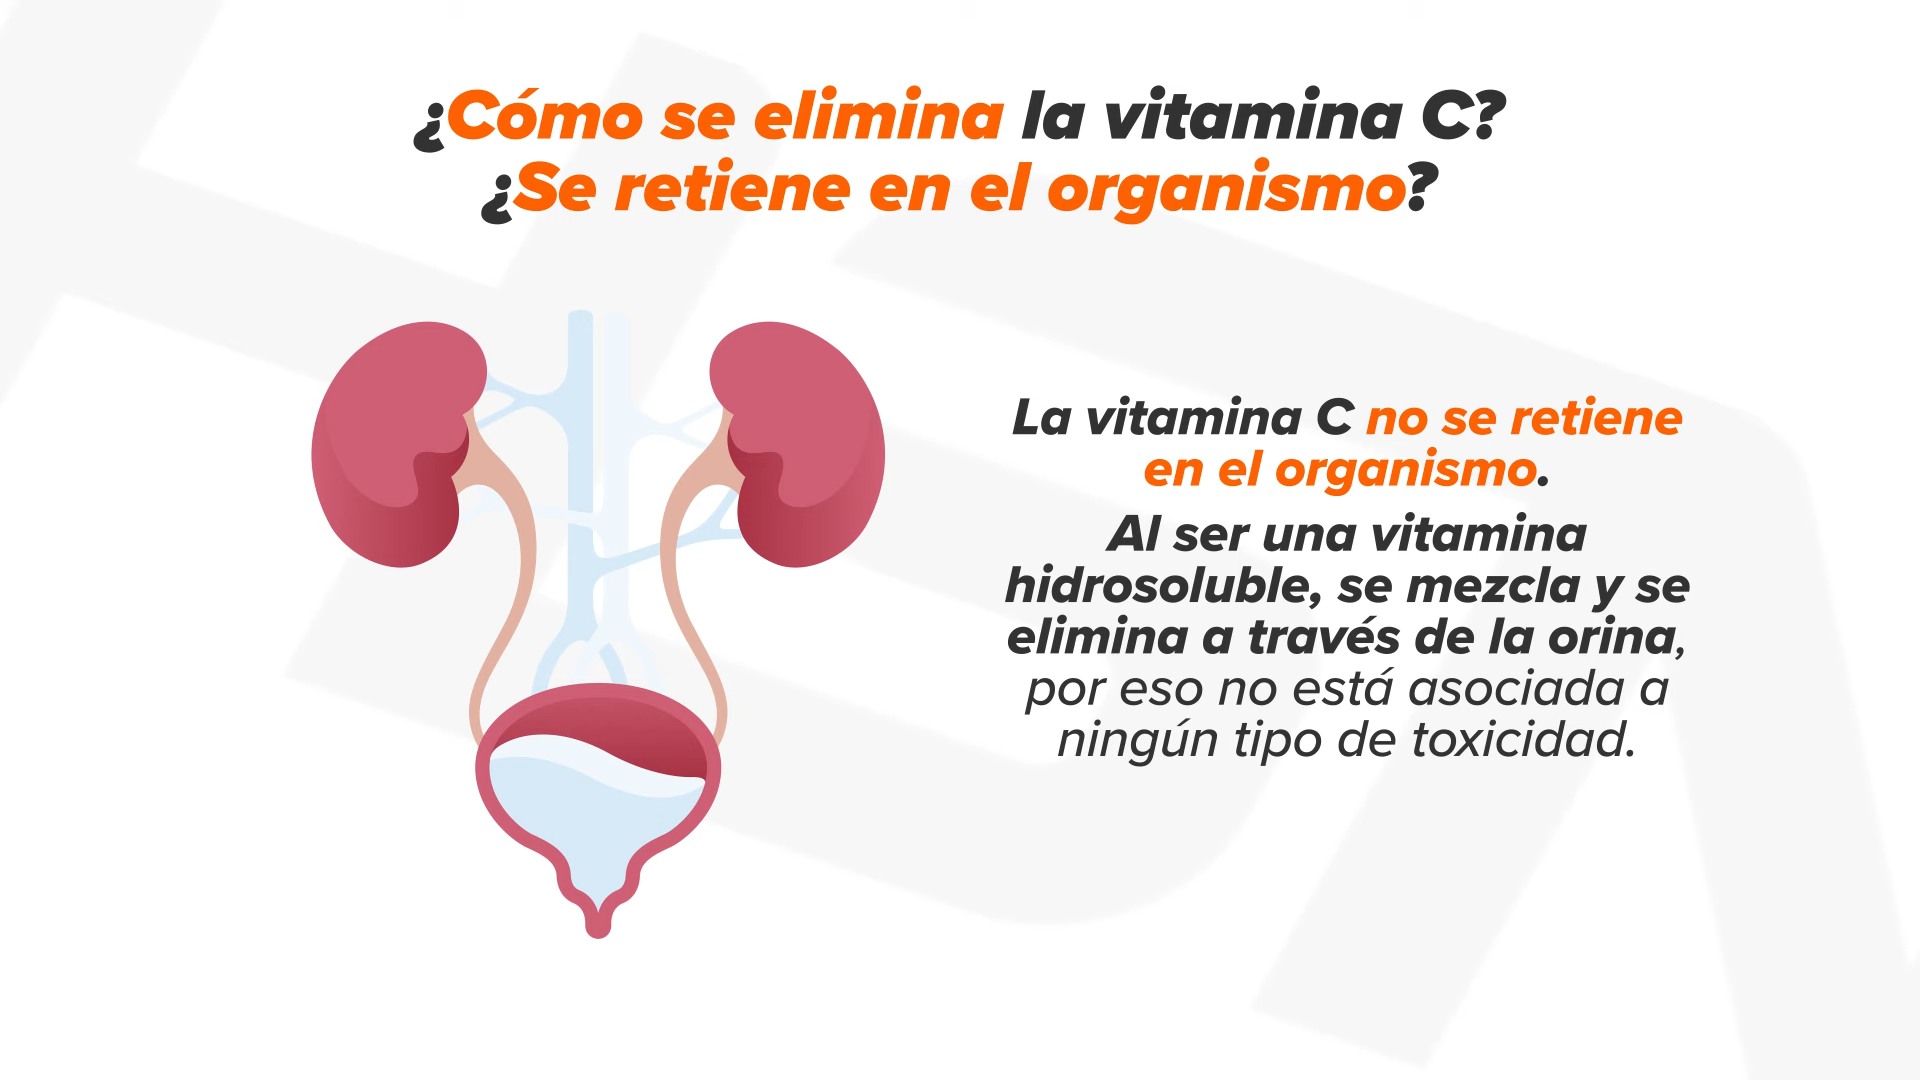 ¿Cómo se elimina la vitamina C?
¿Se retiene en el organismo?
La vitamina C no se retiene
en el organismo.
Al ser una vitamina
hidrosoluble, se mezcla y se
elimina a través de la orina,
por eso no está asociada a
ningún tipo de toxicidad.